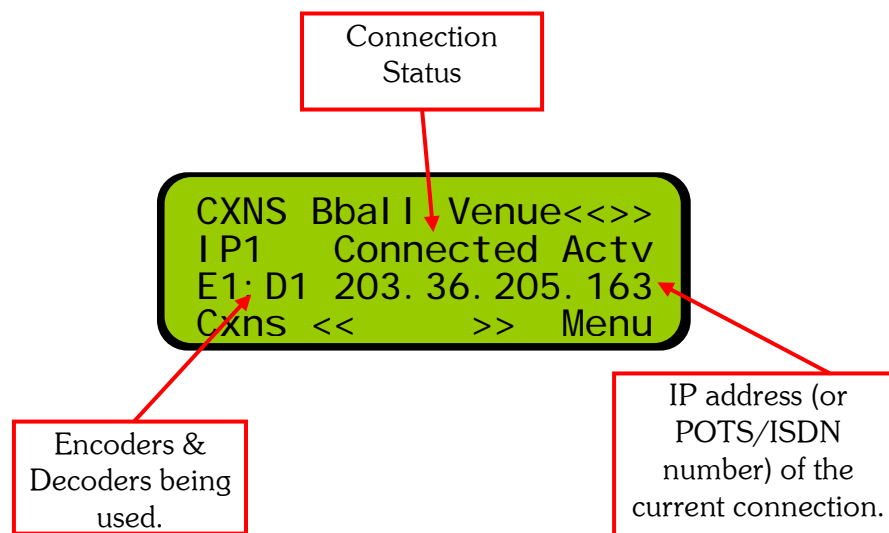 Connection
Status
CXNS Bball Venue<<>>
IP1 Connected Actv
E1:D1 203.36.205.163
Cxns << >> Menu
Encoders &
Decoders being
used.
IP address (or
POTS/ISDN
number) of the
current connection.